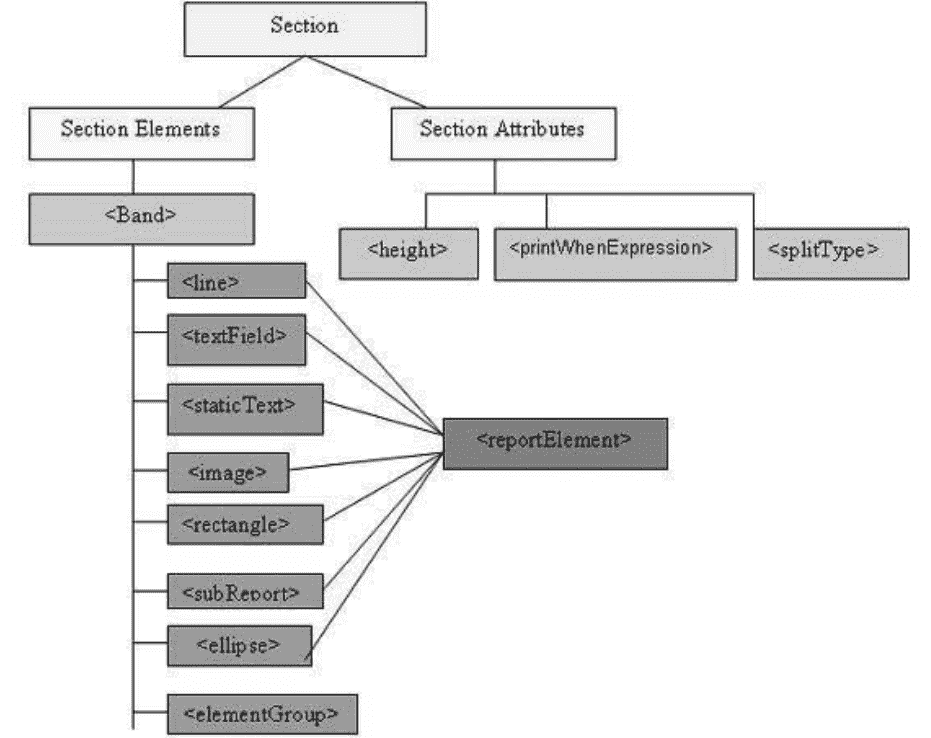 Section
Section Elements
Section Attributes
<Band>
<height>
<printWhenExpression>
<splitType>
<line>
<textField>
<staticText>
<reportElement>
<image>
<rectangle>
<subReport>
<ellipse>
<elementGroup>